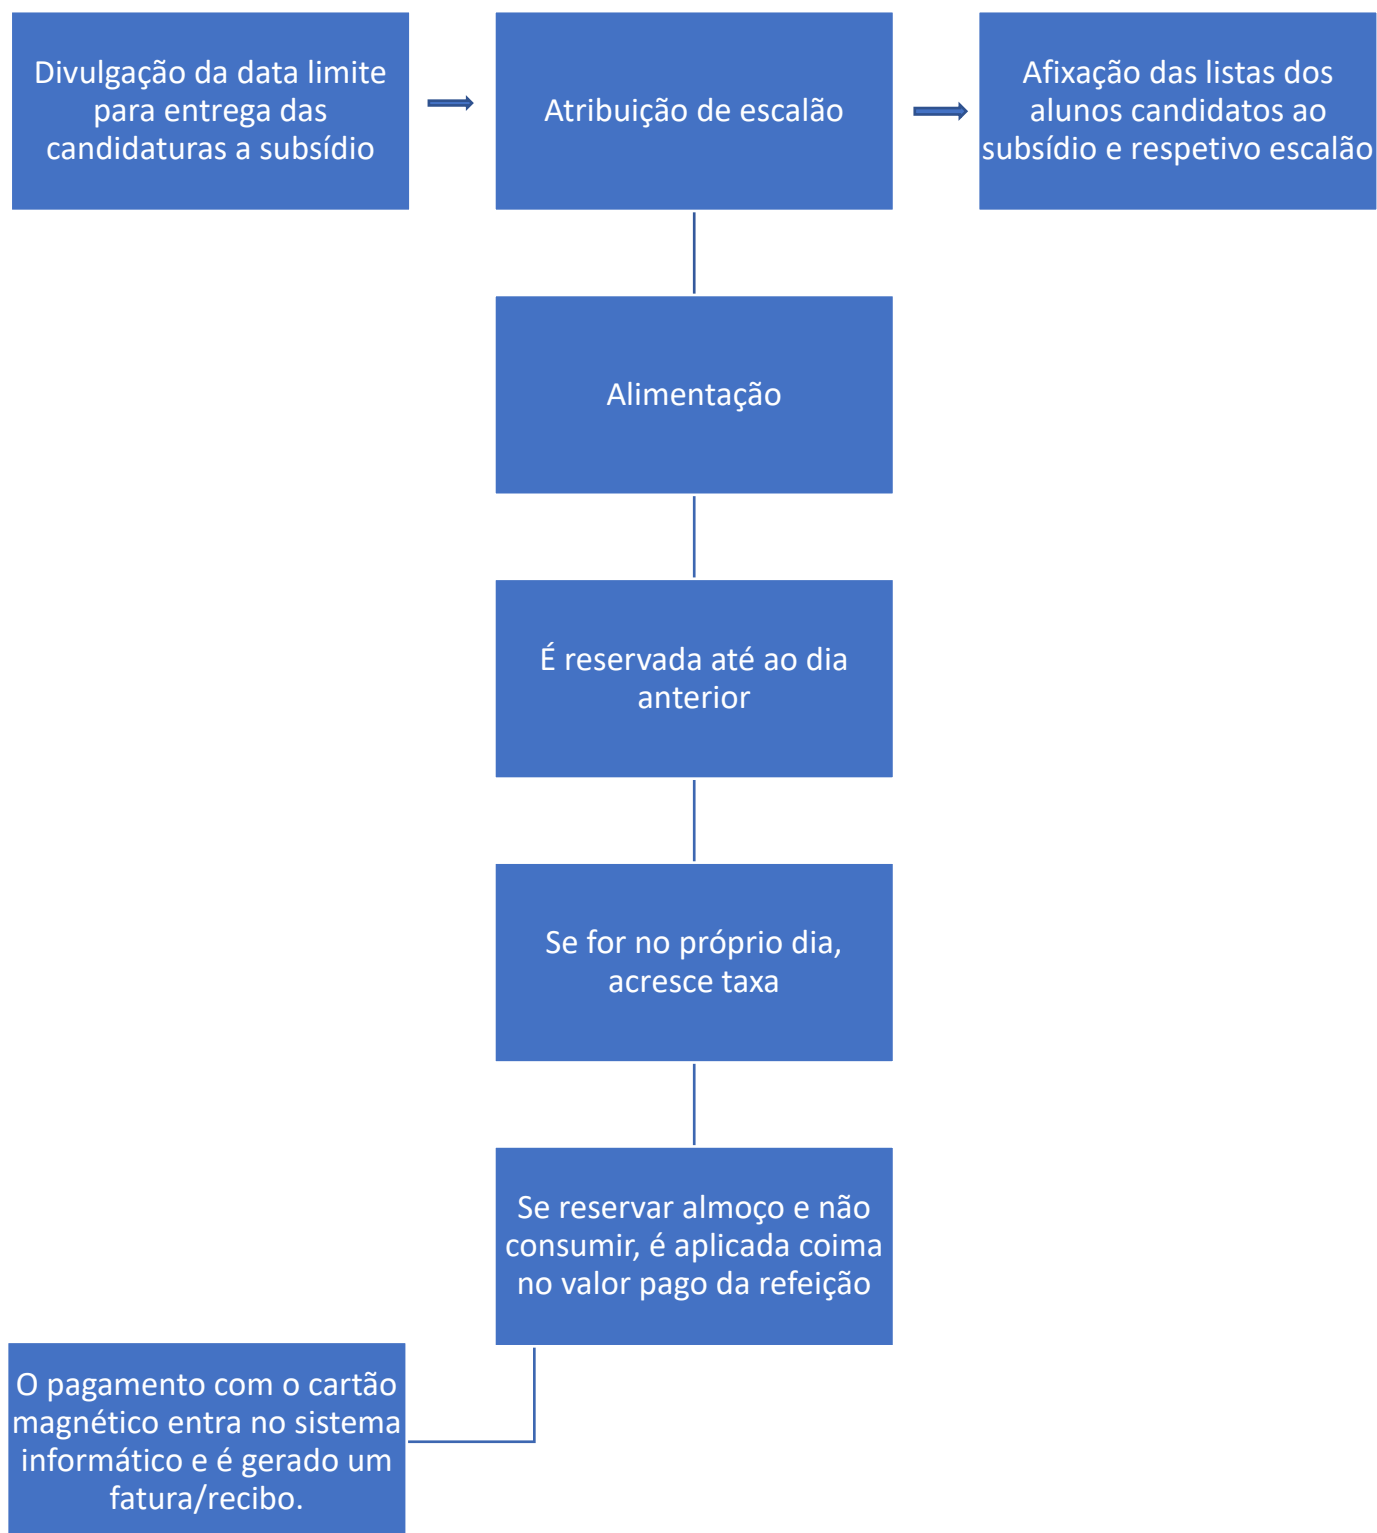 Divulgação da data limite
para entrega das
candidaturas a subsídio
Atribuição de escalão
Afixação das listas dos
alunos candidatos ao
subsídio e respetivo escalão
Alimentação
É reservada até ao dia
anterior
Se for no próprio dia,
acresce taxa
Se reservar almoço e não
consumir, é aplicada coima
no valor pago da refeição
O pagamento com o cartão
magnético entra no sistema
informático e é gerado um
fatura/recibo.